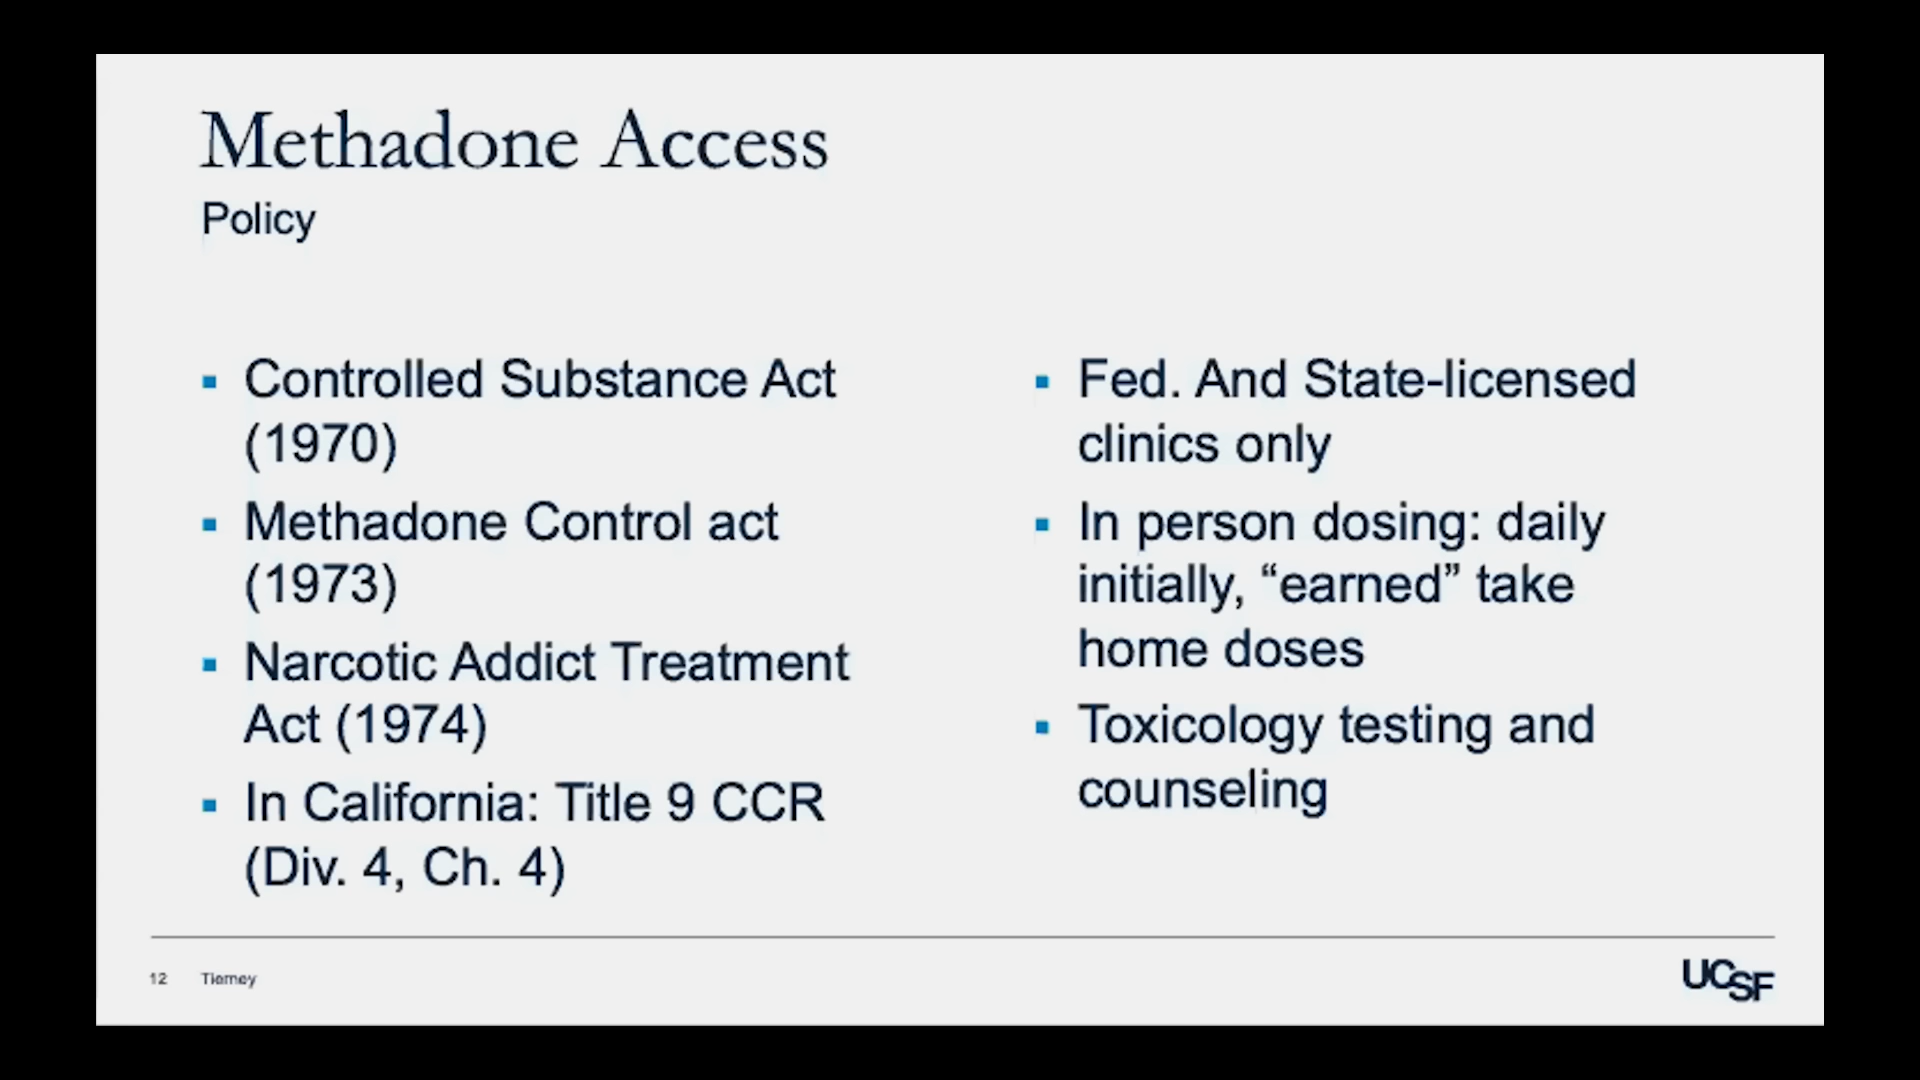 Methadone Access
Policy
▪ Controlled Substance Act
(1970)
▪ Methadone Control act
(1973)
▪ Narcotic Addict Treatment
Act (1974)
▪ In California: Title 9 CCR
(Div. 4, Ch. 4)
▪ Fed. And State-licensed
clinics only
▪ In person dosing: daily
initially, “earned” take
home doses
▪ Toxicology testing and
counseling
12 Tierney
UCSF